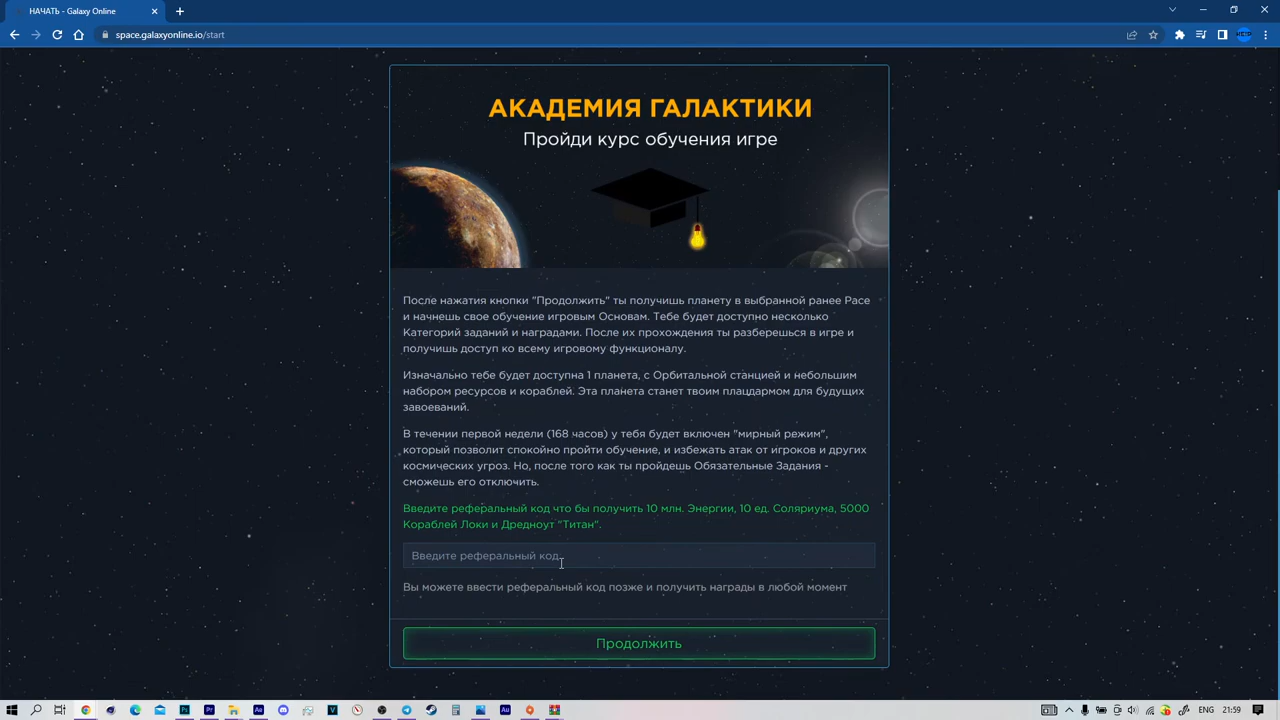 НАЧАТЬ - Galaxy Online
space.galaxyonline.io/start
АКАДЕМИЯ ГАЛАКТИКИ
Пройди курс обучения игре
После нажатия кнопки "Продолжить" ты получишь планету в выбранной ранее Расе
и начнешь свое обучение игровым Основам. Тебе будет доступно несколько
Категорий заданий и наградами. После их прохождения ты разберешься в игре и
получишь доступ ко всему игровому функционалу.
Изначально тебе будет доступна 1 планета, с Орбитальной станцией и небольшим
набором ресурсов и кораблей. Эта планета станет твоим плацдармом для будущих
завоеваний.
В течении первой недели (168 часов) у тебя будет включен "мирный режим",
который позволит спокойно пройти обучение, и избежать атак от игроков и других
космических угроз. Но, после того как ты пройдешь Обязательные Задания -
сможешь его отключить.
Введите реферальный код что бы получить 10 млн. Энергии, 10 ед. Соляриума, 5000
Кораблей Локи и Дредноут "Титан".
Введите реферальный код...
Вы можете ввести реферальный код позже и получить награды в любой момент
Продолжить
ENG 21:59